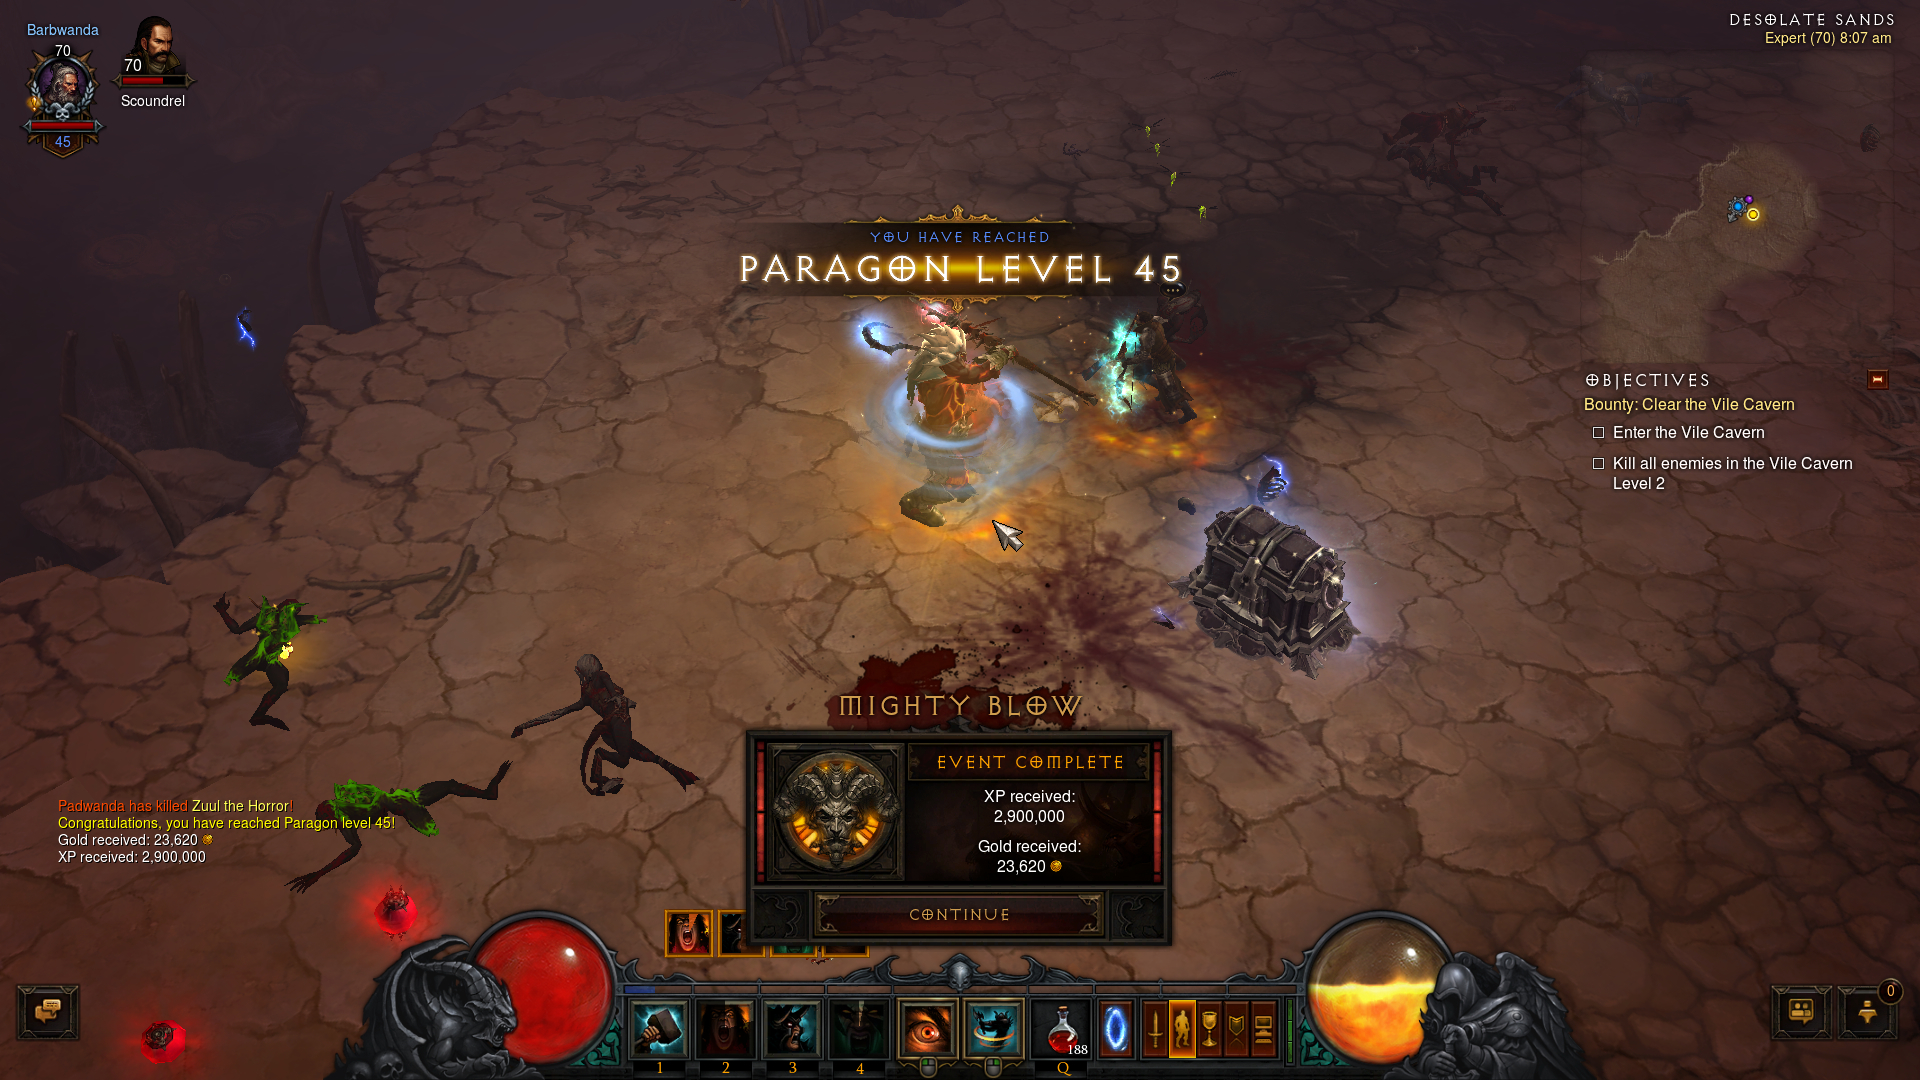 Barbwanda
70
45
70
Scoundrel
DESOLATE SANDS
Expert (70) 8:07 am
YOU HAVE REACHED
PARAGON LEVEL 45
OBJECTIVES
Bounty: Clear the Vile Cavern
Enter the Vile Cavern
Kill all enemies in the Vile Cavern
Level 2
MIGHTY BLOW
EVENT COMPLETE
XP received:
2,900,000
Gold received:
23,620
CONTINUE
Padwanda has killed Zuul the Horror!
Congratulations, you have reached Paragon level 45!
Gold received: 23,620
XP received: 2,900,000
188
1 2 3 4 Q
0